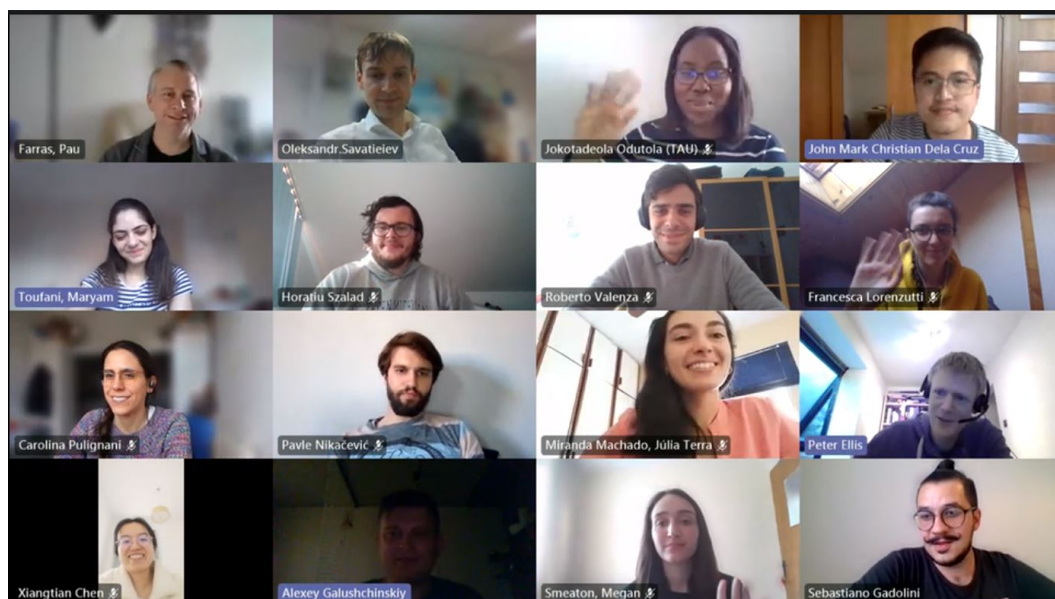 Farras, Pau
Oleksandr.Savatieiev
Jokotadeola Odutola (TAU)
John Mark Christian Dela Cruz
Toufani, Maryam
Horatiu Szalad
Roberto Valenza
Francesca Lorenzutti
Carolina Pulignani
Pavle Nikačević
Miranda Machado, Júlia Terra
Peter Ellis
Xiangtian Chen
Alexey Galushchinskiy
Smeaton, Megan
Sebastiano Gadolini